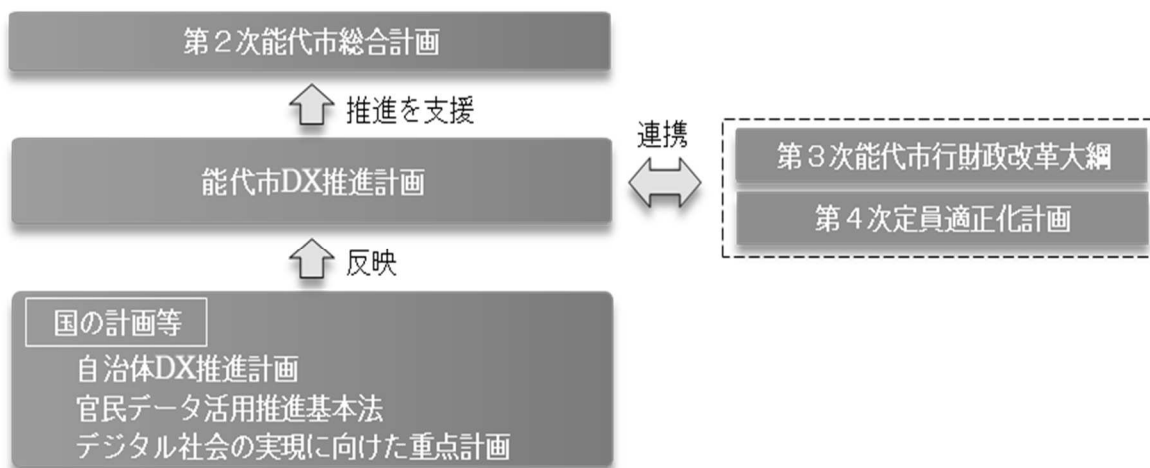 第２次能代市総合計画
推進を支援
能代市DX推進計画
連携
第３次能代市行財政改革大綱
第４次定員適正化計画
反映
国の計画等
自治体DX推進計画
官民データ活用推進基本法
デジタル社会の実現に向けた重点計画